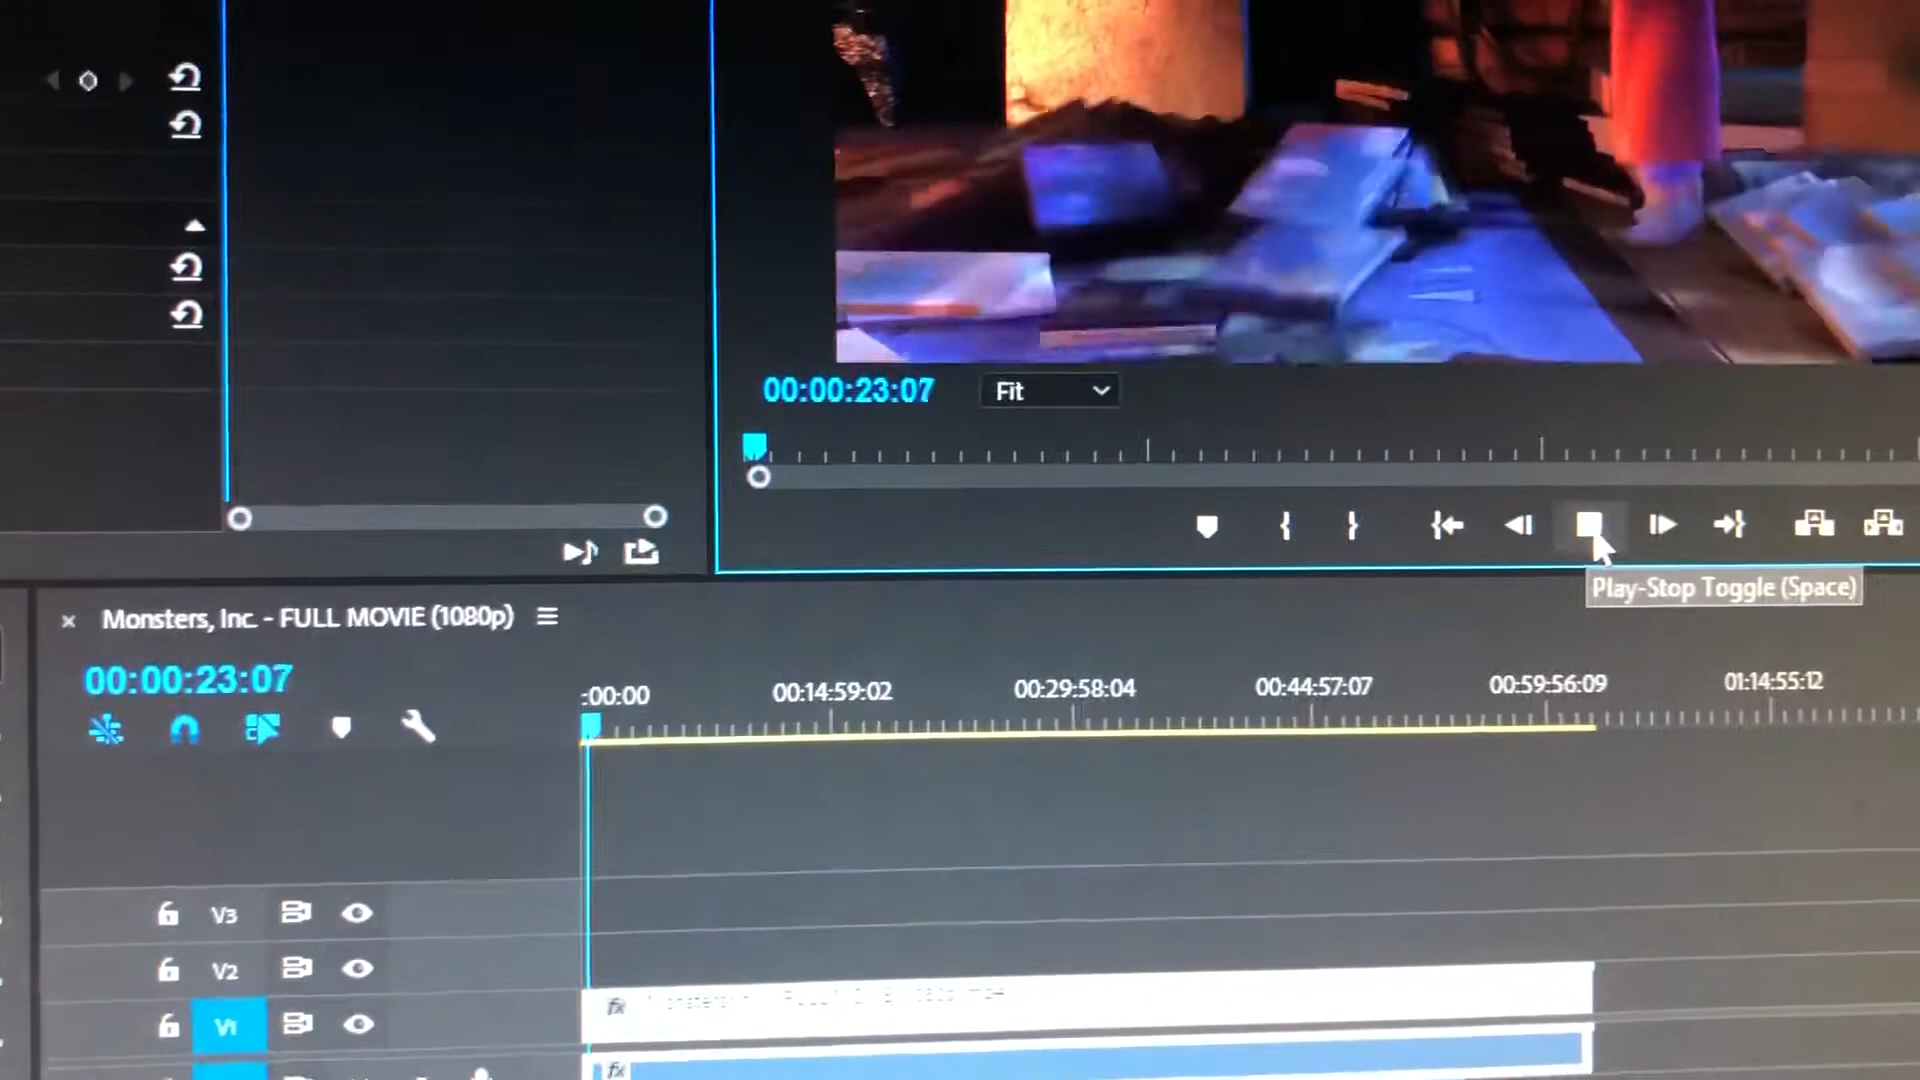 00:00:23:07
Fit
Play-Stop Toggle (Space)
Monsters, Inc. - FULL MOVIE (1080p)
00:00:23:07
:00:00
00:14:59:02
00:29:58:04
00:44:57:07
00:59:56:09
01:14:55:12
V3
V2
fx
V1
fx